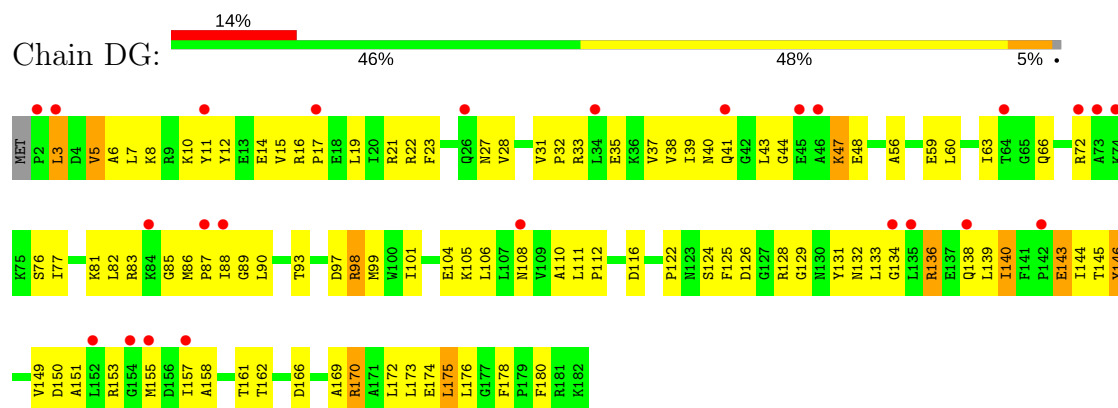 14%
Chain DG:
46% 48% 5% •
MET P2 L3 D4 V5 A6 L7 K8 R9 K10 Y11 Y12 E13 E14 V15 R16 P17 E18 L19 I20 R21 R22 F23 Q26 N27 V28 V31 P32 R33 L34 E35 K36 V37 V38 I39 N40 Q41 G42 L43 G44 E45 A46 K47 E48 A56 E59 L60 I63 T64 G65 Q66 R72 A73 K74
K75 S76 I77 K81 L82 R83 K84 G85 M86 P87 I88 G89 L90 T93 D97 R98 M99 W100 I101 E104 K105 L106 L107 N108 V109 A110 L111 P112 D116 P122 N123 S124 F125 D126 G127 R128 G129 N130 Y131 N132 L133 G134 L135 R136 E137 Q138 L139 I140 F141 P142 E143 I144 T145 Y146
V149 D150 A151 L152 R153 G154 M155 D156 I157 A158 T161 T162 D166 A169 R170 A171 L172 L173 E174 L175 L176 G177 F178 P179 F180 R181 K182